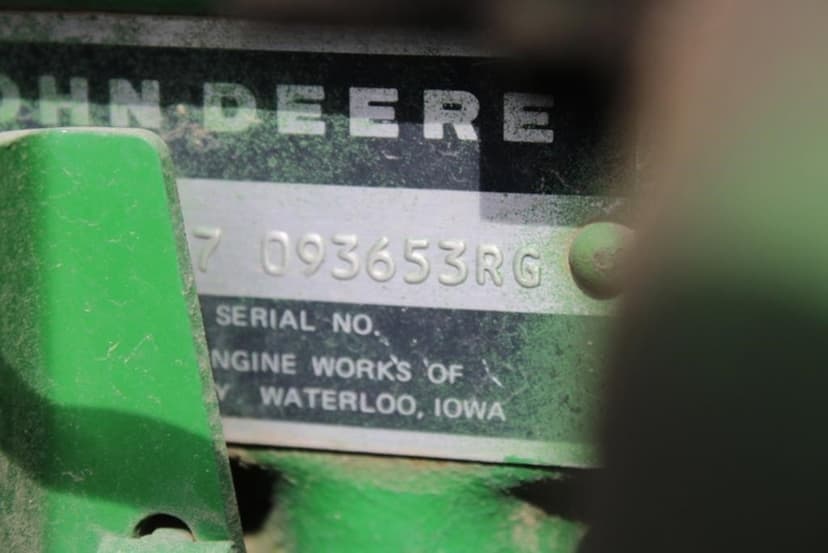 OHN DEERE
7 093653RG
SERIAL NO.
NGINE WORKS OF
Y WATERLOO, IOWA